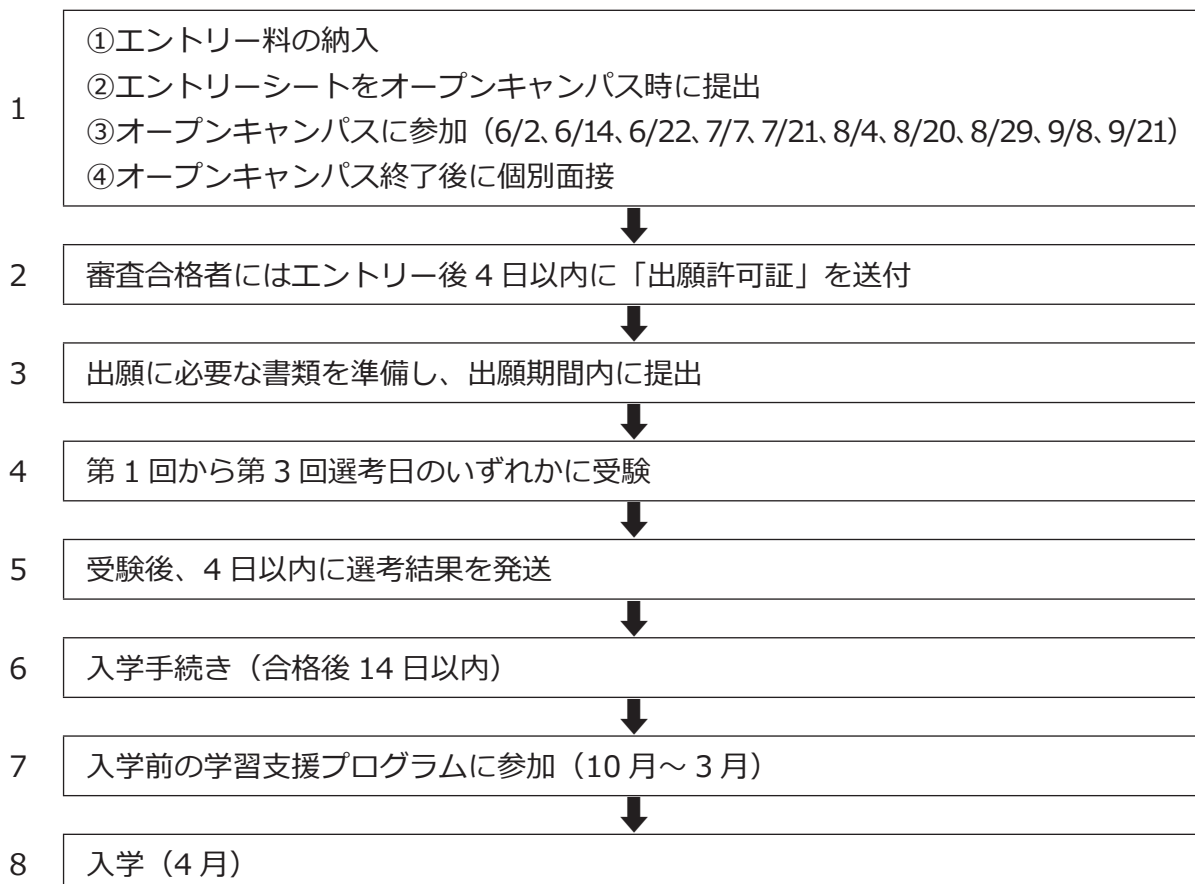 1
①エントリー料の納入
②エントリーシートをオープンキャンパス時に提出
③オープンキャンパスに参加（6/2、6/14、6/22、7/7、7/21、8/4、8/20、8/29、9/8、9/21）
④オープンキャンパス終了後に個別面接
2 審査合格者にはエントリー後 4 日以内に「出願許可証」を送付
3 出願に必要な書類を準備し、出願期間内に提出
4 第 1 回から第 3 回選考日のいずれかに受験
5 受験後、4 日以内に選考結果を発送
6 入学手続き（合格後 14 日以内）
7 入学前の学習支援プログラムに参加（10 月～ 3 月）
8 入学（4 月）